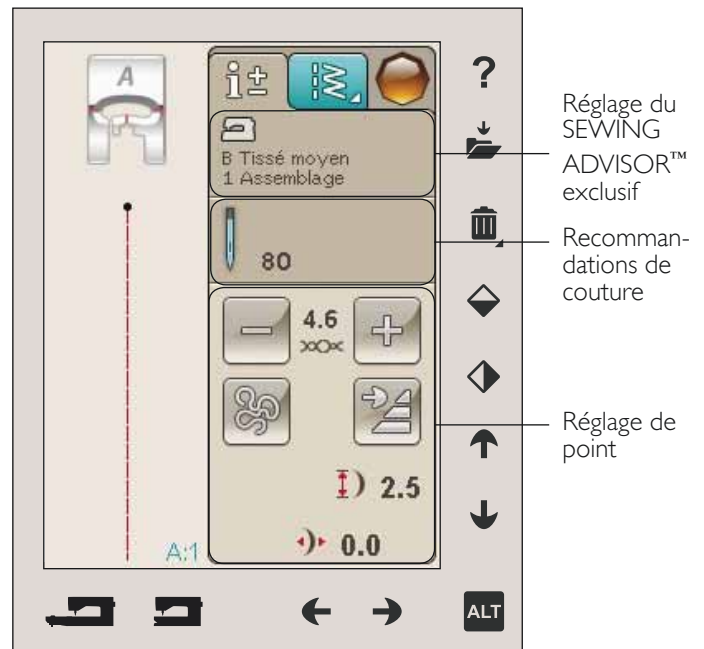 A
i±
?
B Tissé moyen
1 Assemblage
80
4.6
2.5
0.0
A:1
ALT
Réglage du
SEWING
ADVISOR™
exclusif
Recomman-
dations de
couture
Réglage de
point